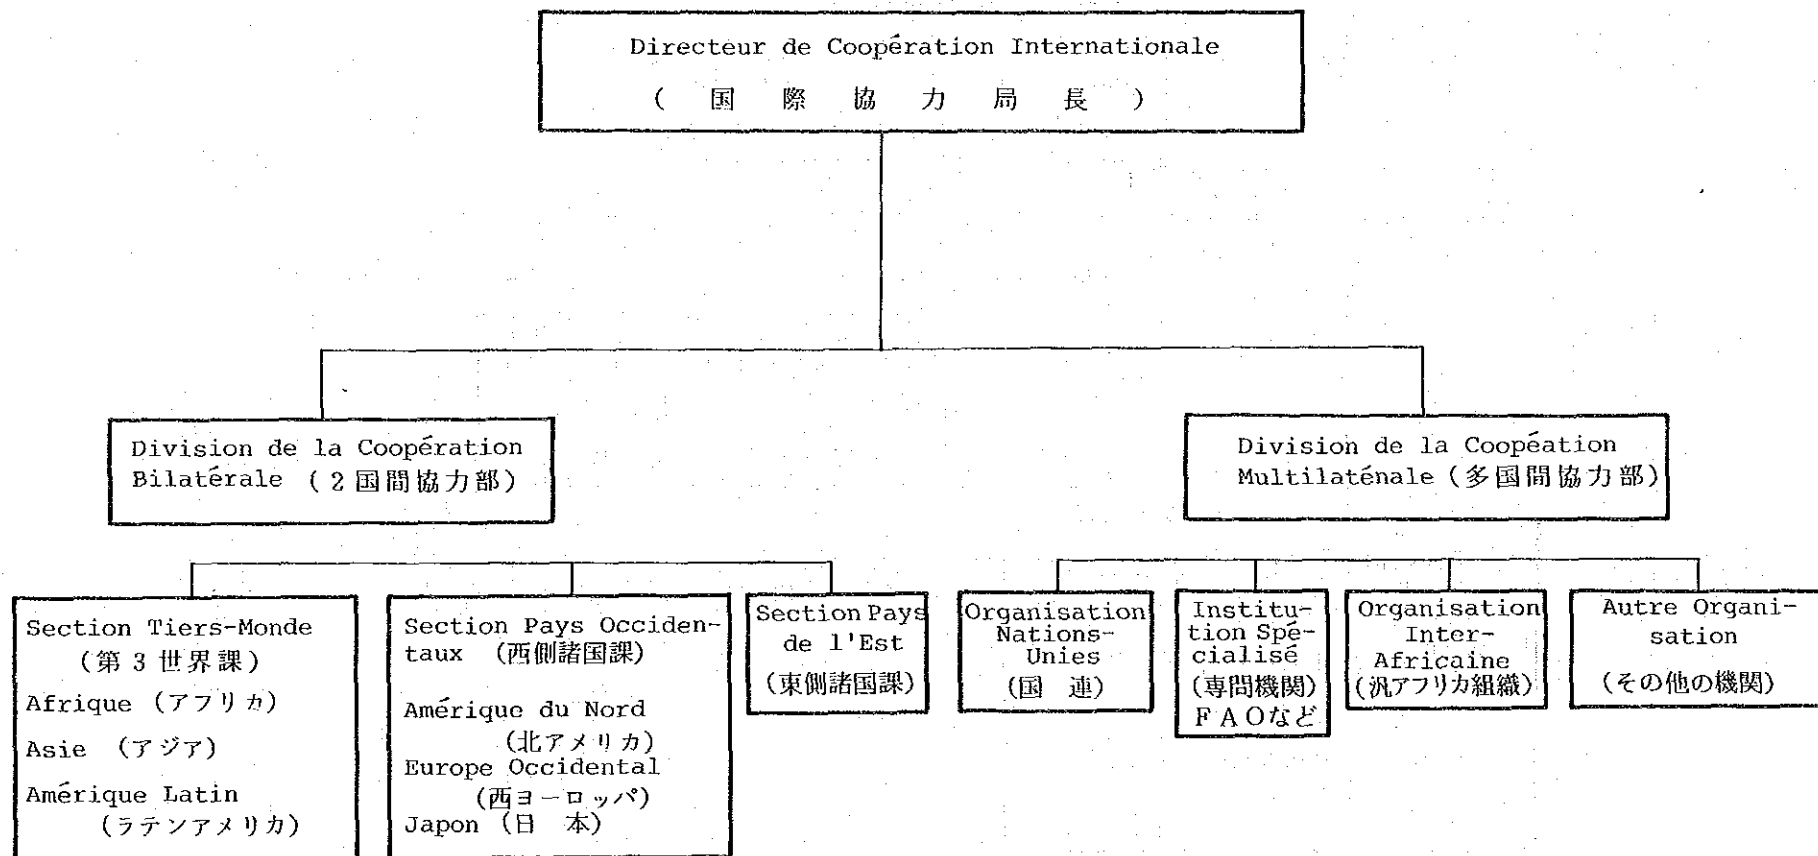 Directeur de Coopération Internationale
( 国 際 協 力 局 長 )
Division de la Coopération
Bilatérale (2国間協力部)
Division de la Coopéation
Multilaténale (多国間協力部)
Section Tiers-Monde
(第3世界課)
Afrique (アフリカ)
Asie (アジア)
Amérique Latin
(ラテンアメリカ)
Section Pays Occiden-
taux (西側諸国課)
Amérique du Nord
(北アメリカ)
Europe Occidental
(西ヨーロッパ)
Japon (日 本)
Section Pays
de l'Est
(東側諸国課)
Organisation
Nations-
Unies
(国 連)
Institu-
tion Spé-
cialisé
(専問機関)
FAOなど
Organisation
Inter-
Africaine
(汎アフリカ組織)
Autre Organi-
sation
(その他の機関)